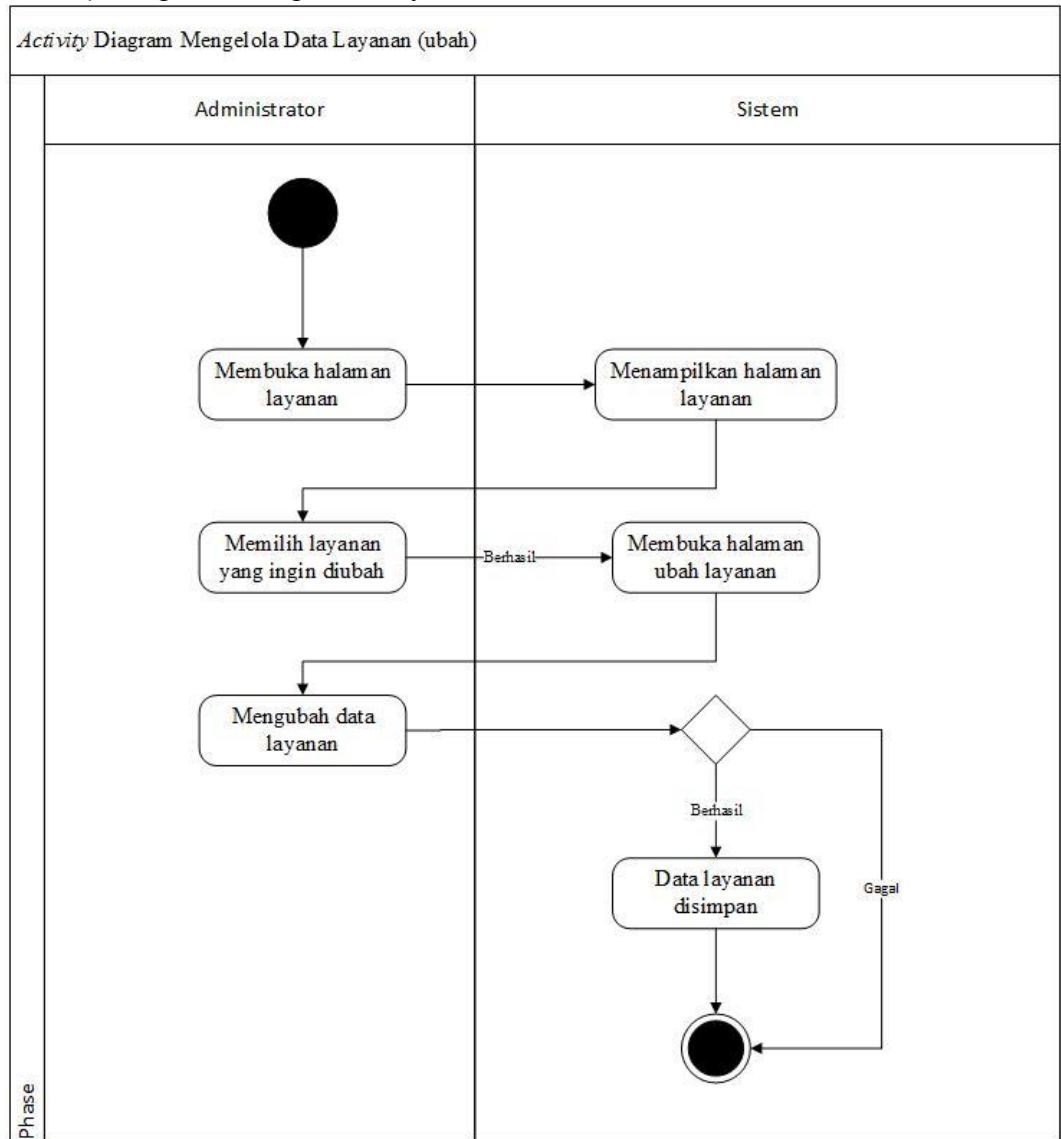 Activity Diagram Mengelola Data Layanan (ubah)
Administrator
Sistem
Membuka halaman
layanan
Menampilkan halaman
layanan
Memilih layanan
yang ingin diubah
Berhasil
Membuka halaman
ubah layanan
Mengubah data
layanan
Berhasil
Data layanan
disimpan
Gagal
Phase